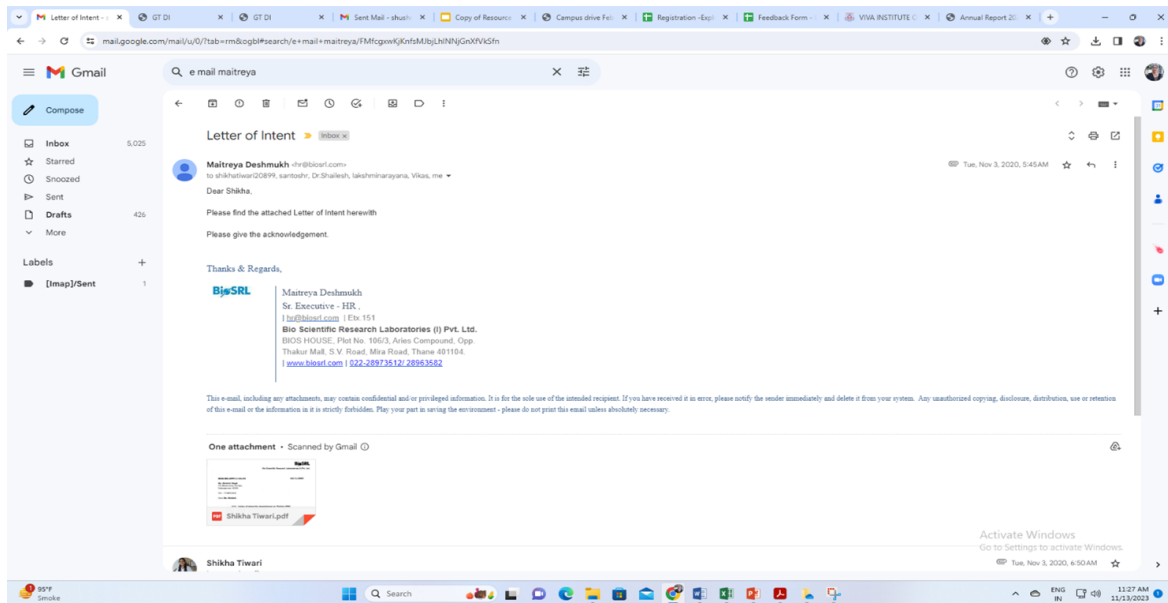 Letter of Intent - s
GT DI
GT DI
Sent Mail - shush
Copy of Resource
Campus drive Feb
Registration -Expl
Feedback Form -
VIVA INSTITUTE O
Annual Report 20
mail.google.com/mail/u/0/?tab=rm&ogbl#search/e+mail+maitreya/FMfcgxwKjKnfsMJbjLhlNNjGnXfVkSfn
Gmail
e mail maitreya
Compose
Inbox 5,025
Starred
Snoozed
Sent
Drafts 426
More
Labels
[Imap]/Sent 1
Letter of Intent Inbox x
Maitreya Deshmukh <hr@biosrl.com>
Tue, Nov 3, 2020, 5:45AM
to shikhatiwari20899, santoshr, Dr.Shailesh, lakshminarayana, Vikas, me
Dear Shikha,
Please find the attached Letter of Intent herewith
Please give the acknowledgement.
Thanks & Regards,
BioSRL
Maitreya Deshmukh
Sr. Executive - HR ,
| hr@biosrl.com | Etx.151
Bio Scientific Research Laboratories (I) Pvt. Ltd.
BIOS HOUSE, Plot No. 106/3, Aries Compound, Opp.
Thakur Mall, S.V. Road, Mira Road, Thane 401104.
| www.biosrl.com | 022-28973512/ 28963582
This e-mail, including any attachments, may contain confidential and/or privileged information. It is for the sole use of the intended recipient. If you have received it in error, please notify the sender immediately and delete it from your system. Any unauthorized copying, disclosure, distribution, use or retention
of this e-mail or the information in it is strictly forbidden. Play your part in saving the environment - please do not print this email unless absolutely necessary.
One attachment • Scanned by Gmail
BioSRL
PDF Shikha Tiwari.pdf
Activate Windows
Go to Settings to activate Windows.
Shikha Tiwari
Tue, Nov 3, 2020, 6:50AM
95°F
Smoke
Search
ENG
IN
11:27 AM
11/13/2023